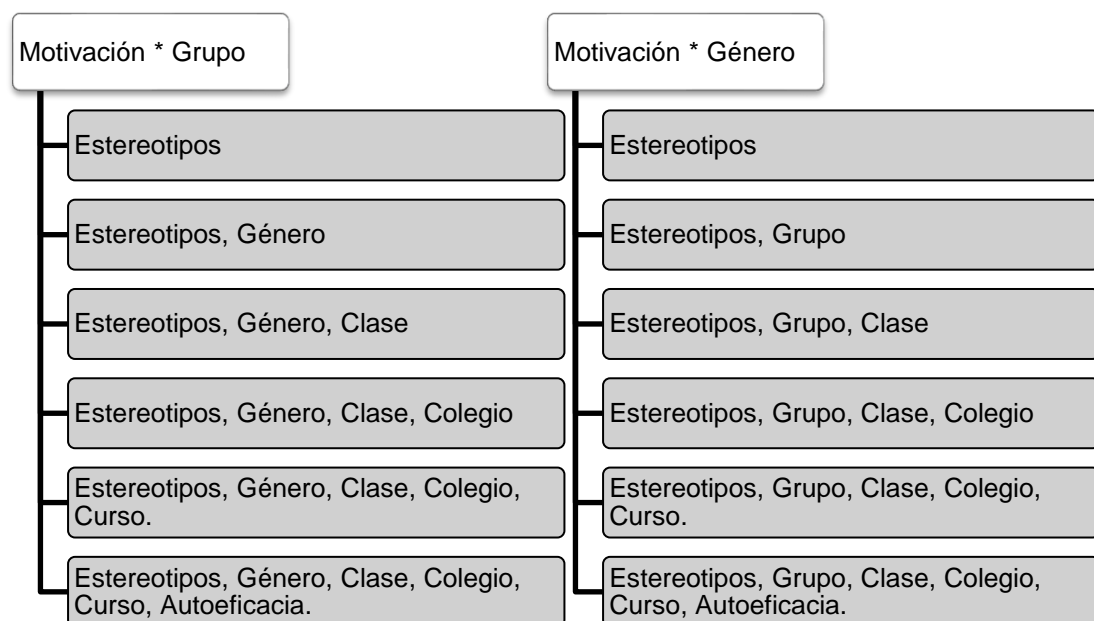 Motivación * Grupo
Estereotipos
Estereotipos, Género
Estereotipos, Género, Clase
Estereotipos, Género, Clase, Colegio
Estereotipos, Género, Clase, Colegio,
Curso.
Estereotipos, Género, Clase, Colegio,
Curso, Autoeficacia.
Motivación * Género
Estereotipos
Estereotipos, Grupo
Estereotipos, Grupo, Clase
Estereotipos, Grupo, Clase, Colegio
Estereotipos, Grupo, Clase, Colegio,
Curso.
Estereotipos, Grupo, Clase, Colegio,
Curso, Autoeficacia.